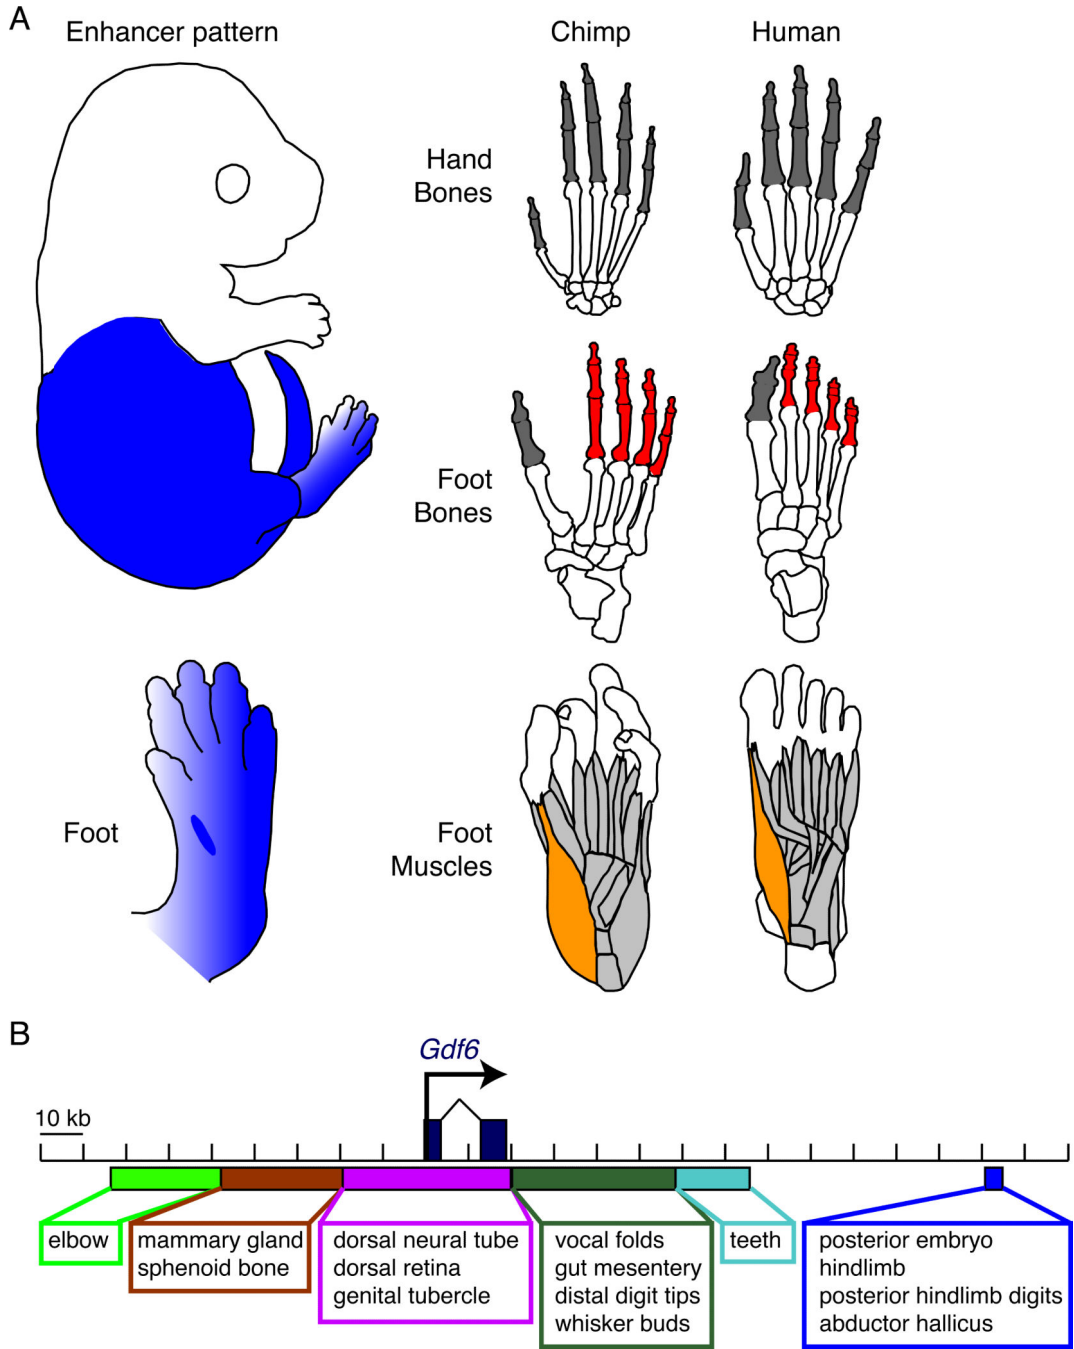 A
Enhancer pattern
Chimp
Human
Hand
Bones
Foot
Bones
Foot
Foot
Muscles
B
Gdf6
10 kb
elbow
mammary gland
sphenoid bone
dorsal neural tube
dorsal retina
genital tubercle
vocal folds
gut mesentery
distal digit tips
whisker buds
teeth
posterior embryo
hindlimb
posterior hindlimb digits
abductor hallicus